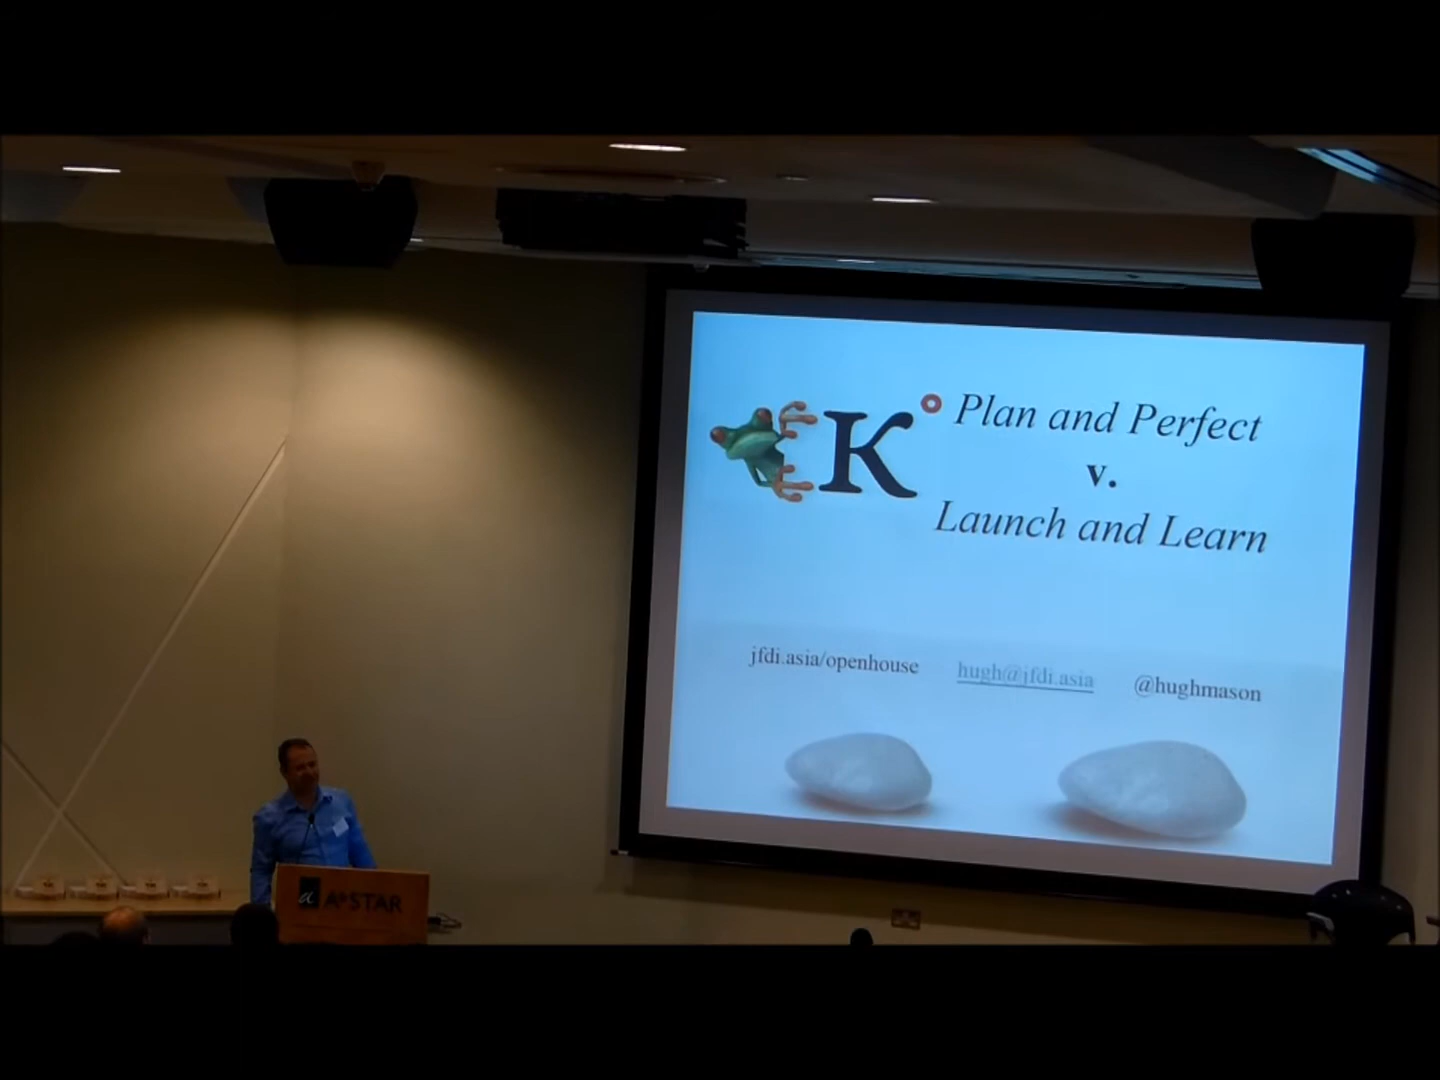 K°
Plan and Perfect
v.
Launch and Learn
jfdi.asia/openhouse
hugh@jfdi.asia
@hughmason
A*STAR